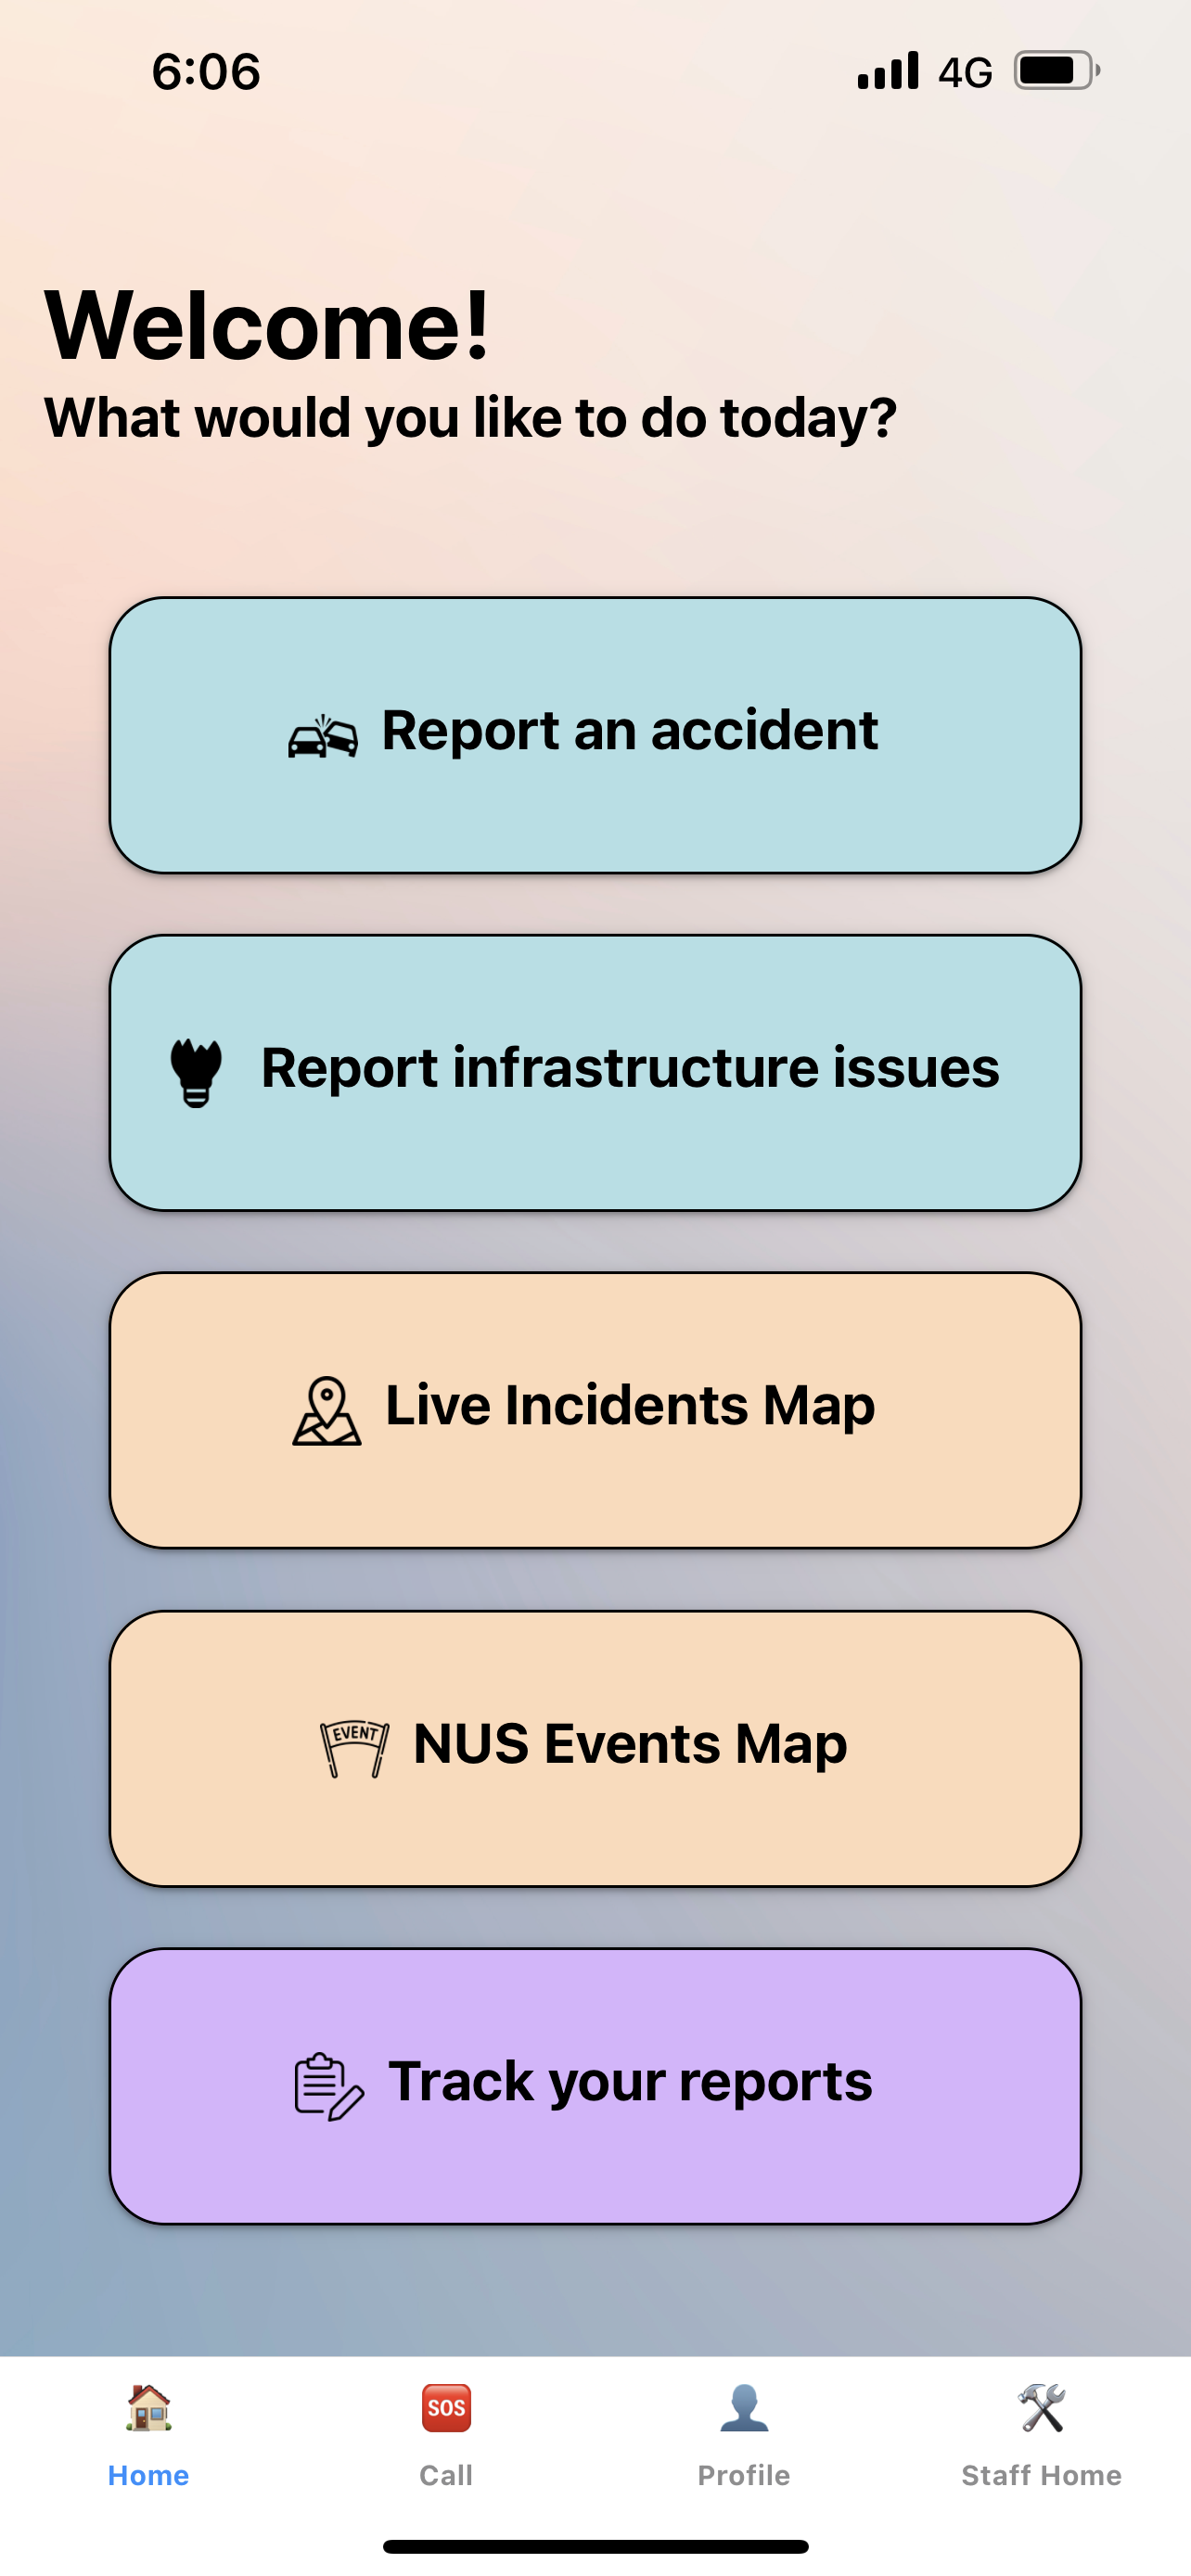 6:06 4G
Welcome!
What would you like to do today?
Report an accident
Report infrastructure issues
Live Incidents Map
EVENT
NUS Events Map
Track your reports
SOS
Home Call Profile Staff Home